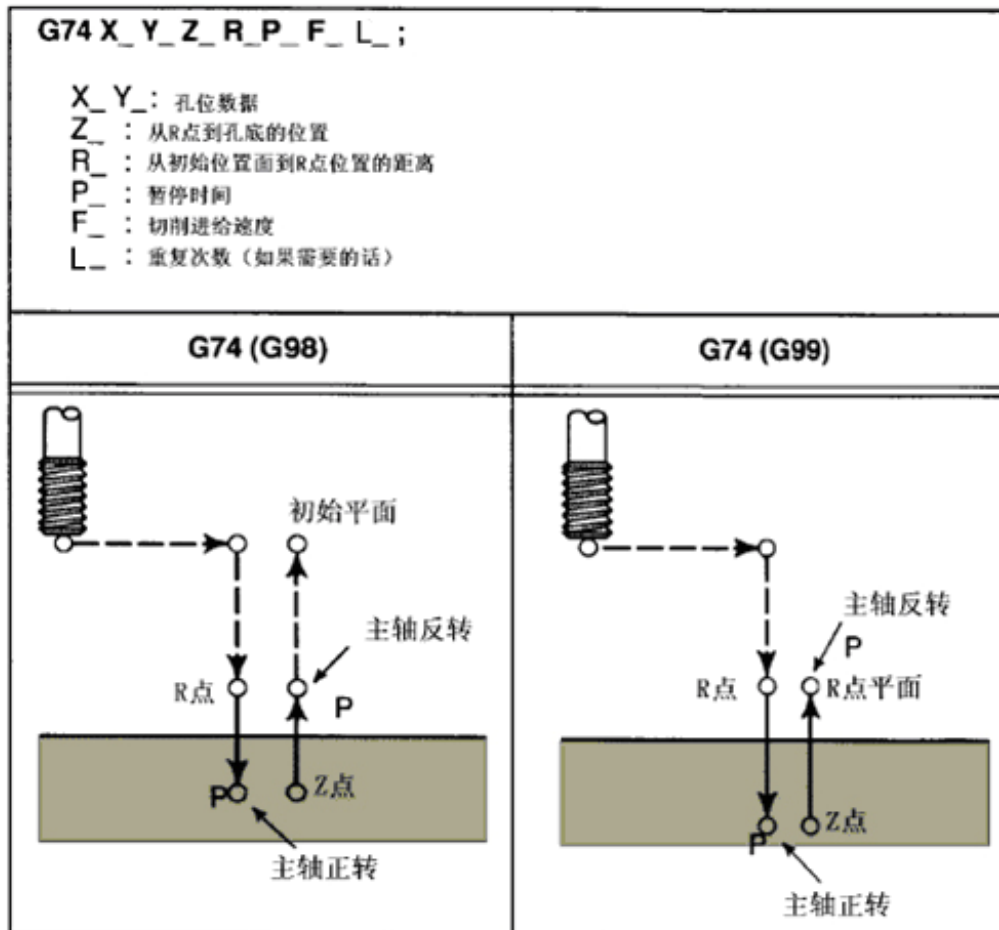 G74 X_ Y_ Z_ R_ P_ F_ L_ ;
X_ Y_ : 孔位数据
Z_ : 从R点到孔底的位置
R_ : 从初始位置面到R点位置的距离
P_ : 暂停时间
F_ : 切削进给速度
L_ : 重复次数（如果需要的话）
G74 (G98)
G74 (G99)
初始平面
主轴反转
R点
P
P
Z点
主轴正转
主轴反转
P
R点
R点平面
P
Z点
主轴正转